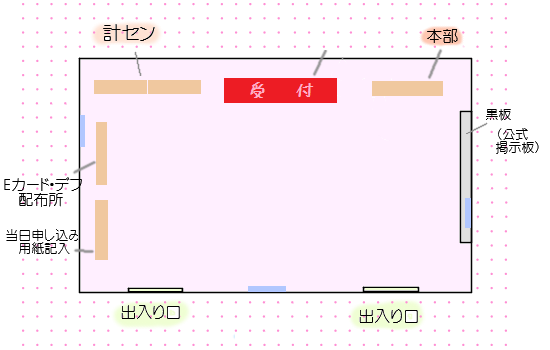 計セン
本部
受付
黒板
(公式
掲示板)
Eカード・デフ
配布所
当日申し込み
用紙記入
出入り口
出入り口